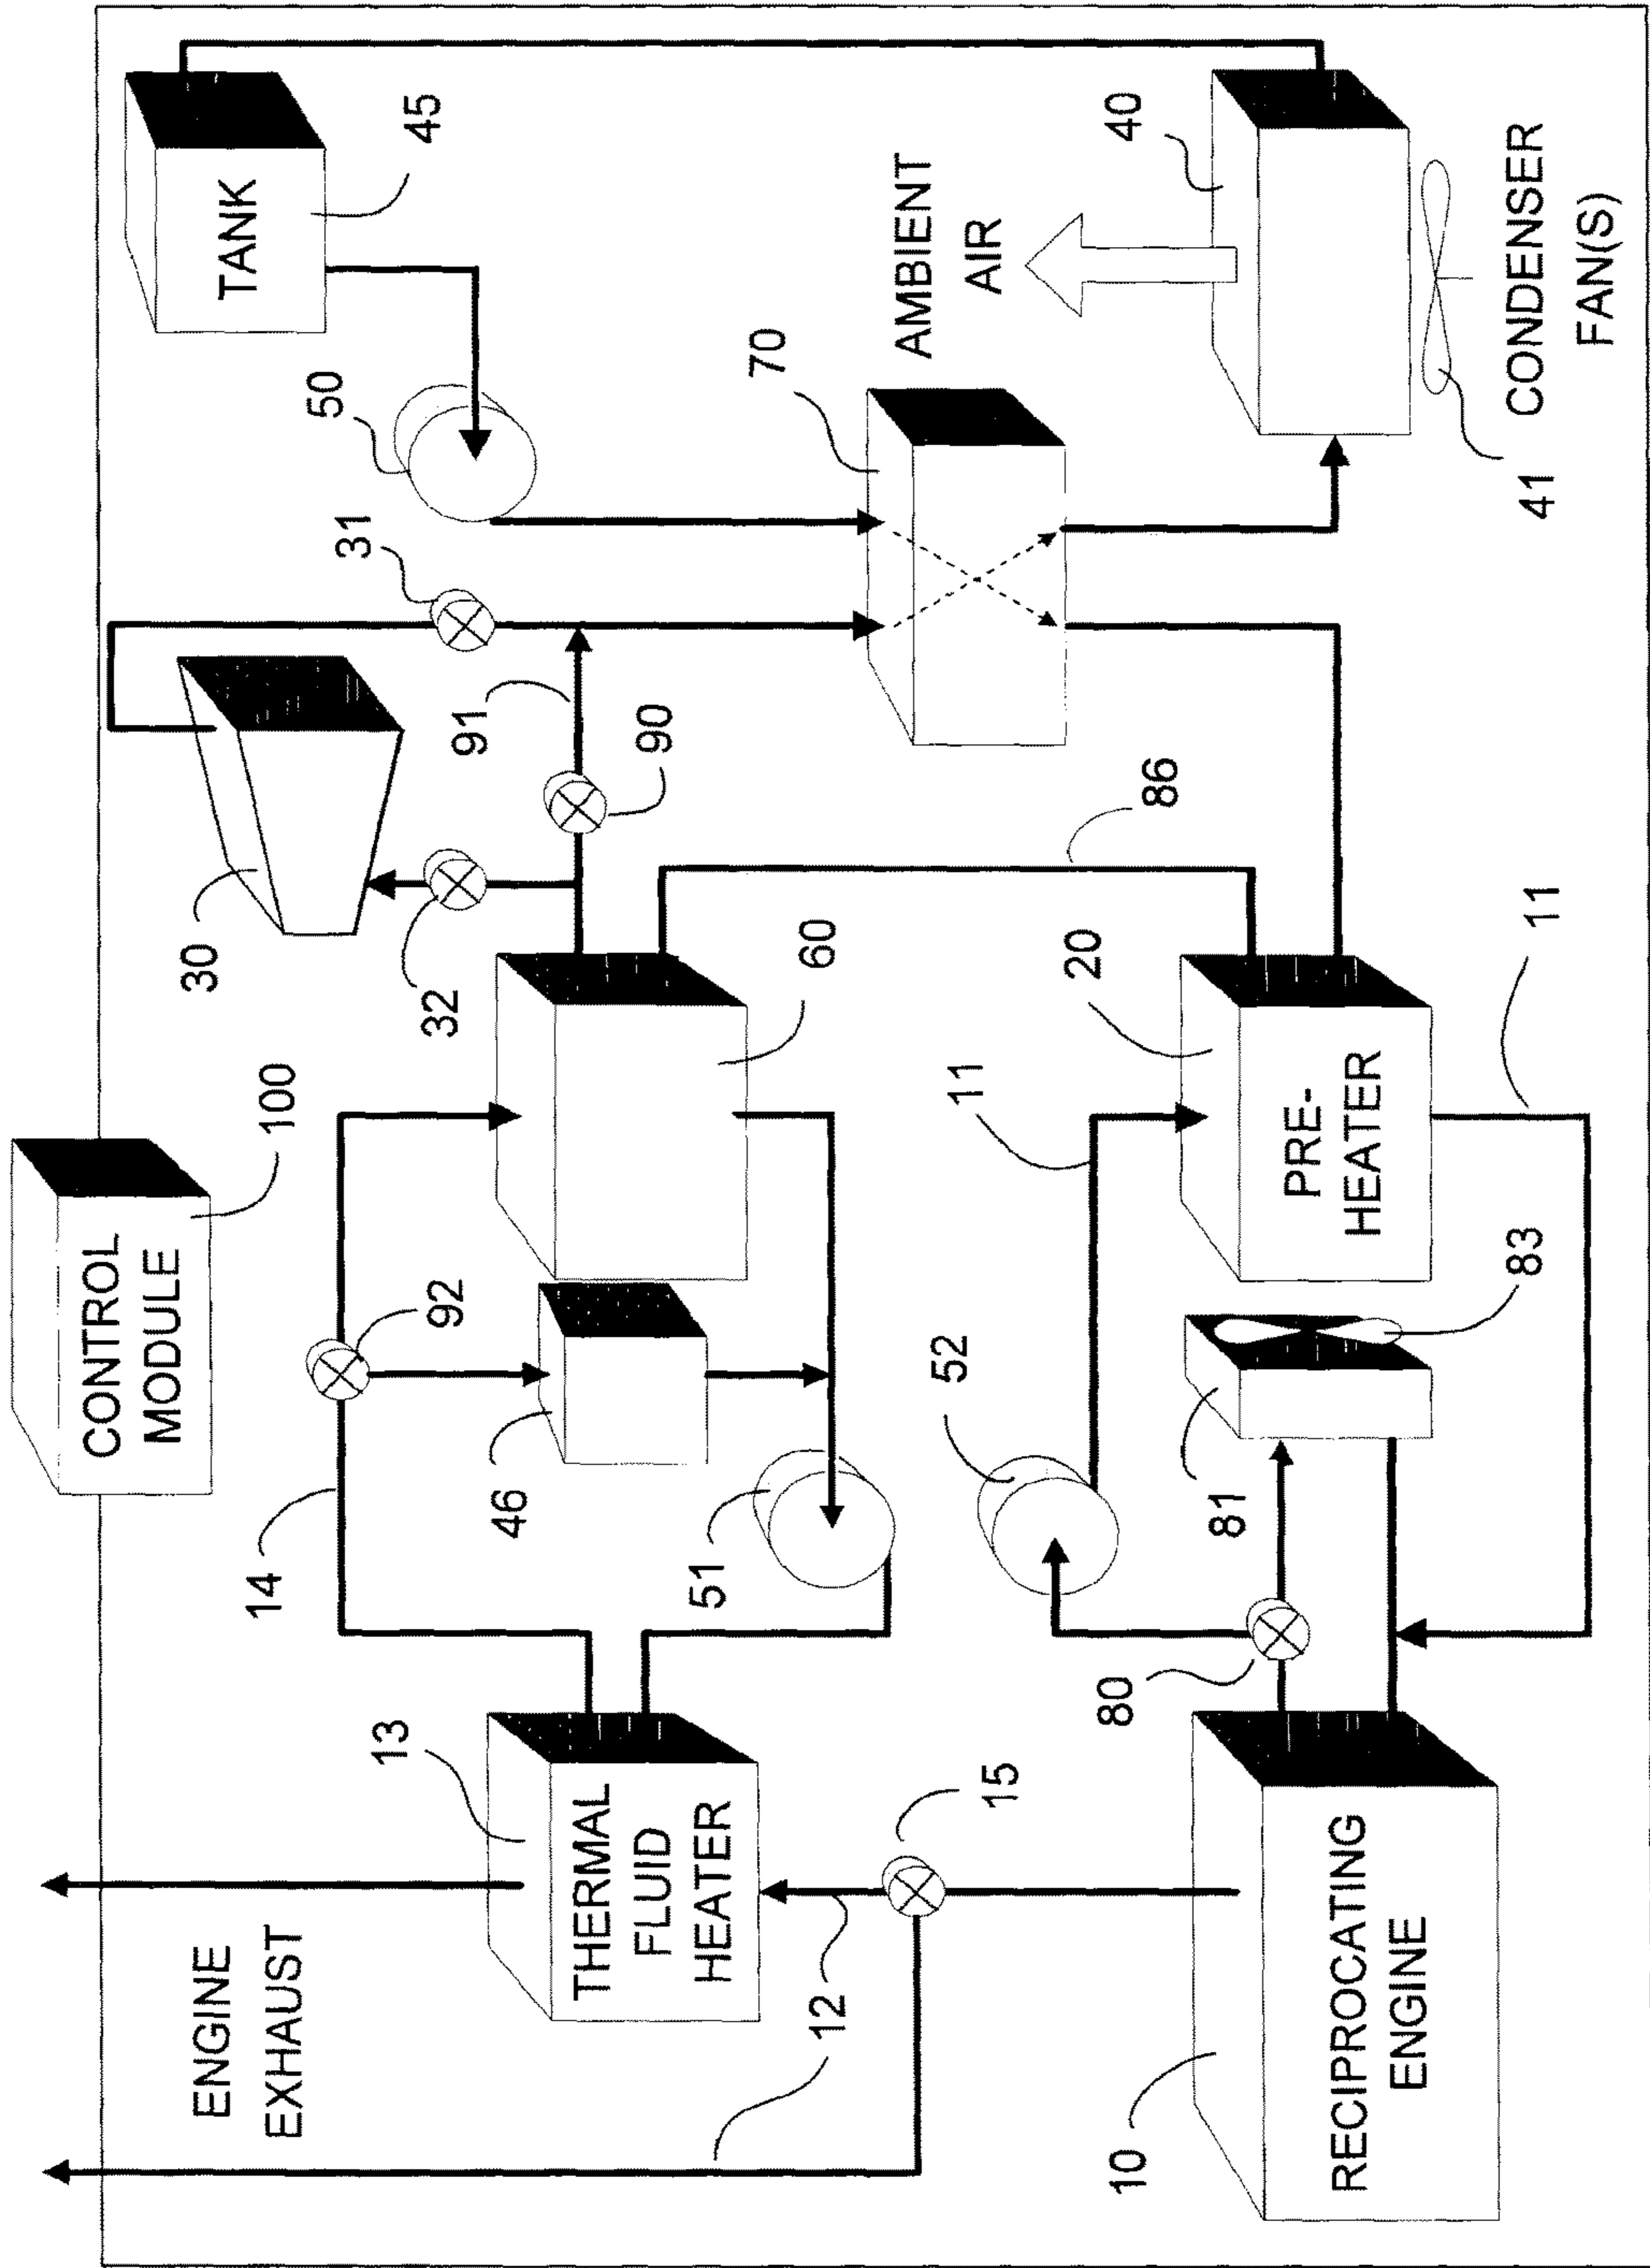 CONTROL
MODULE
100
ENGINE
EXHAUST
14
92
13
THERMAL
FLUID
HEATER
46
51
60
30
32
91
90
31
50
TANK
45
12
15
52
11
86
70
AMBIENT
AIR
40
10
RECIPROCATING
ENGINE
80
81
83
20
PRE-
HEATER
11
41
CONDENSER
FAN(S)